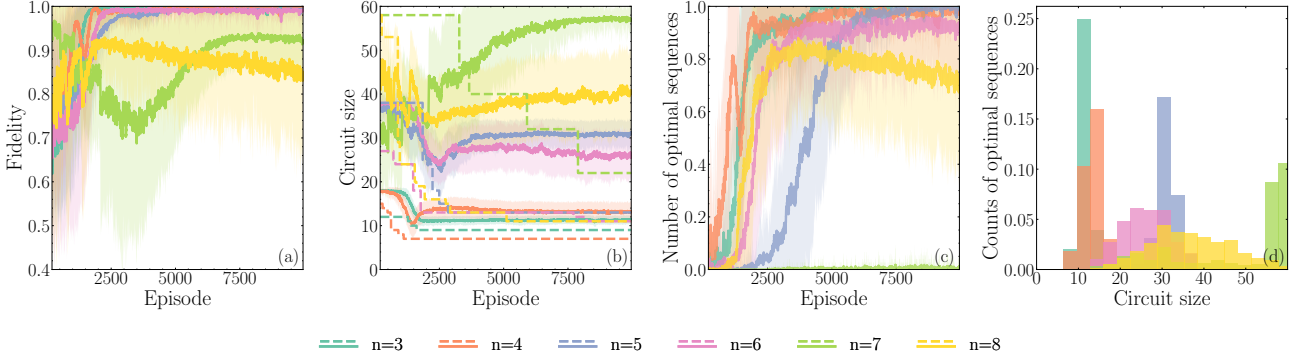 1.0
0.9
0.8
0.7
0.6
0.5
0.4
Fidelity
2500 5000 7500
Episode
(a)
60
50
40
30
20
10
0
Circuit size
2500 5000 7500
Episode
(b)
1.0
0.8
0.6
0.4
0.2
0.0
Number of optimal sequences
2500 5000 7500
Episode
(c)
0.25
0.20
0.15
0.10
0.05
0.00
Counts of optimal sequences
10 20 30 40 50
Circuit size
(d)
n=3 n=4 n=5 n=6 n=7 n=8